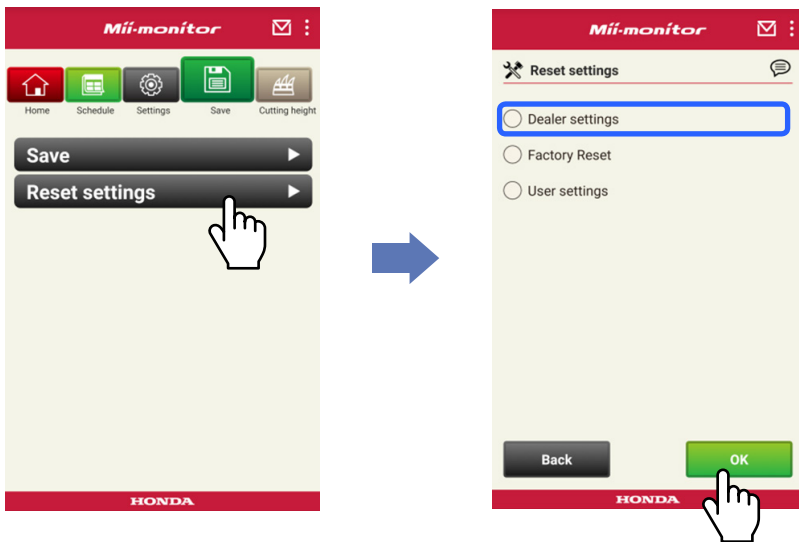 Mii-monitor
Home Schedule Settings Save Cutting height
Save
Reset settings
HONDA
Mii-monitor
Reset settings
Dealer settings
Factory Reset
User settings
Back OK
HONDA